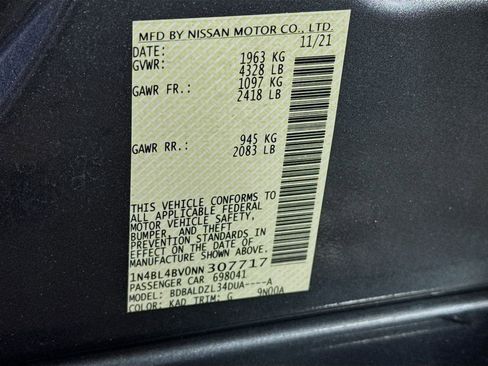 MFD BY NISSAN MOTOR CO., LTD.
DATE: 11/21
GVWR: 1963 KG
4328 LB
GAWR FR.: 1097 KG
2418 LB
GAWR RR.: 945 KG
2083 LB
THIS VEHICLE CONFORMS TO
ALL APPLICABLE FEDERAL
MOTOR VEHICLE SAFETY,
BUMPER, AND THEFT
PREVENTION STANDARDS IN
EFFECT ON THE DATE OF
MANUFACTURE SHOWN ABOVE.
1N4BL4BV0NN307717
PASSENGER CAR 698041
MODEL: BDBALDZL34DUA----A
COLOR: KAD TRIM: G 9N00A